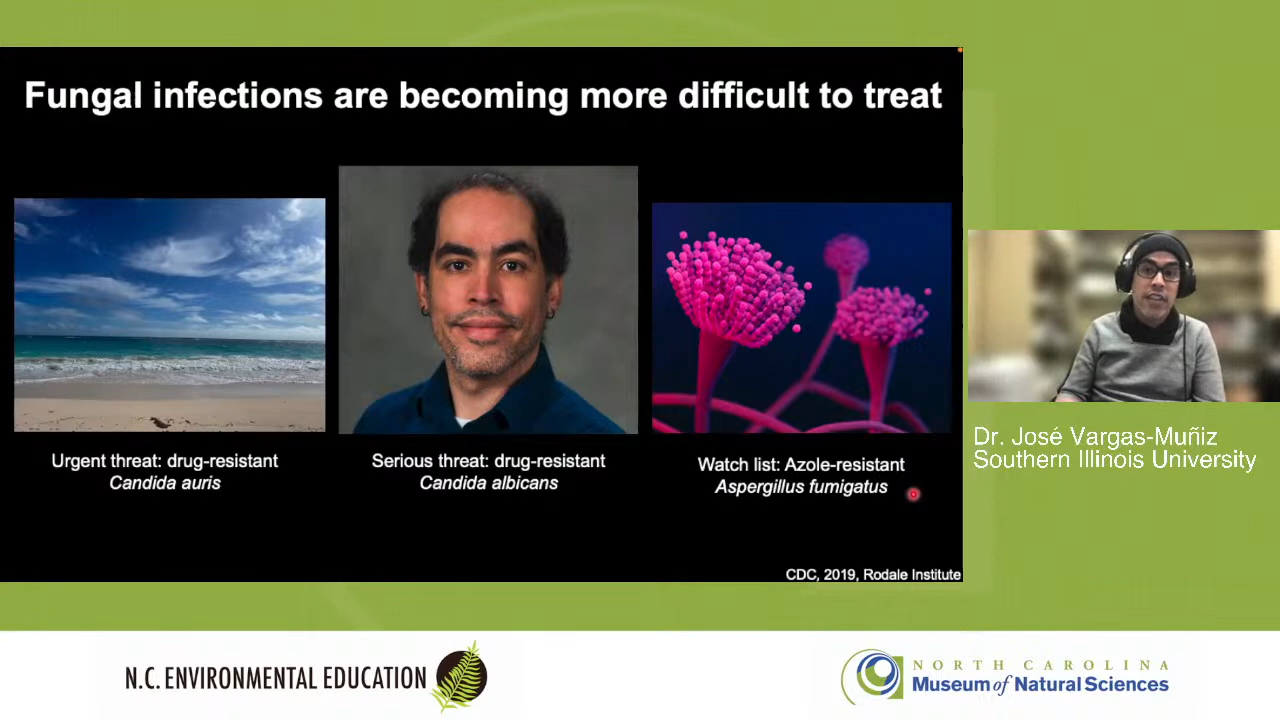 Fungal infections are becoming more difficult to treat
Urgent threat: drug-resistant
Candida auris
Serious threat: drug-resistant
Candida albicans
Watch list: Azole-resistant
Aspergillus fumigatus
CDC, 2019, Rodale Institute
Dr. José Vargas-Muñiz
Southern Illinois University
N.C. ENVIRONMENTAL EDUCATION
NORTH CAROLINA
Museum of Natural Sciences